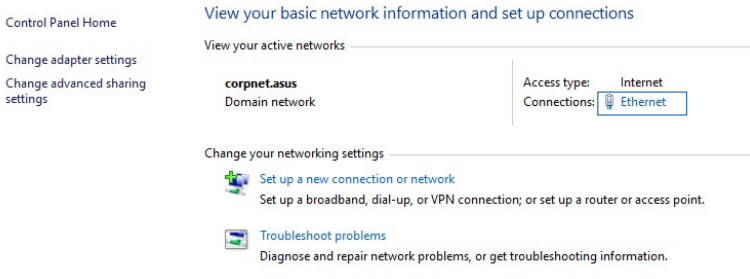 Control Panel Home
Change adapter settings
Change advanced sharing
settings
View your basic network information and set up connections
View your active networks
corpnet.asus
Domain network
Access type: Internet
Connections: Ethernet
Change your networking settings
Set up a new connection or network
Set up a broadband, dial-up, or VPN connection; or set up a router or access point.
Troubleshoot problems
Diagnose and repair network problems, or get troubleshooting information.